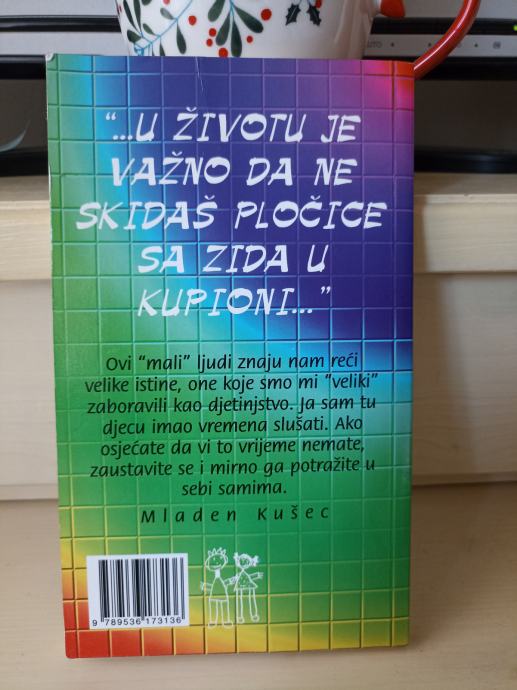 "...U ŽIVOTU JE
VAŽNO DA NE
SKIDAŠ PLOČICE
SA ZIDA U
KUPIONI..."
Ovi "mali" ljudi znaju nam reći
velike istine, one koje smo mi "veliki"
zaboravili kao djetinjstvo. Ja sam tu
djecu imao vremena slušati. Ako
osjećate da vi to vrijeme nemate,
zaustavite se i mirno ga potražite u
sebi samima.
Mladen Kušec
9 789536 173136